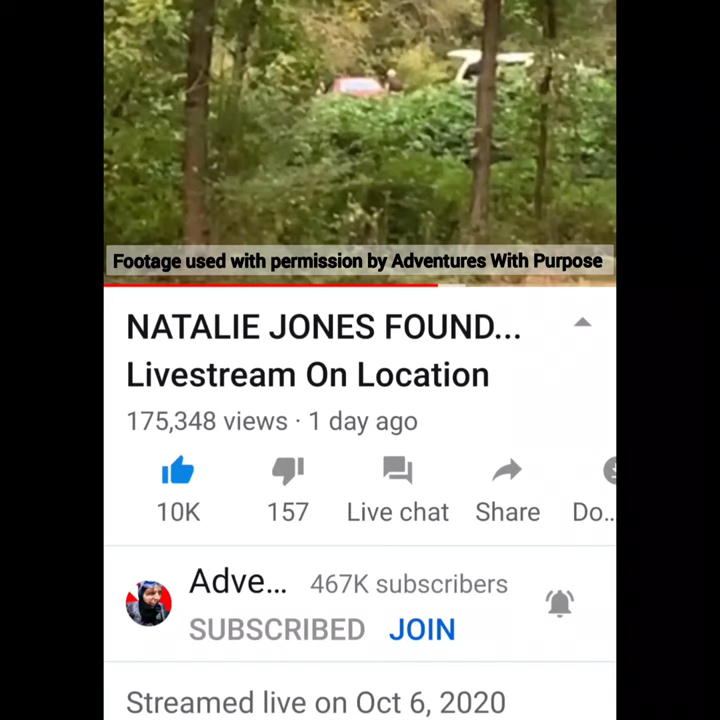 Footage used with permission by Adventures With Purpose
NATALIE JONES FOUND...
Livestream On Location
175,348 views · 1 day ago
10K 157 Live chat Share Do..
Adve... 467K subscribers
SUBSCRIBED JOIN
Streamed live on Oct 6, 2020